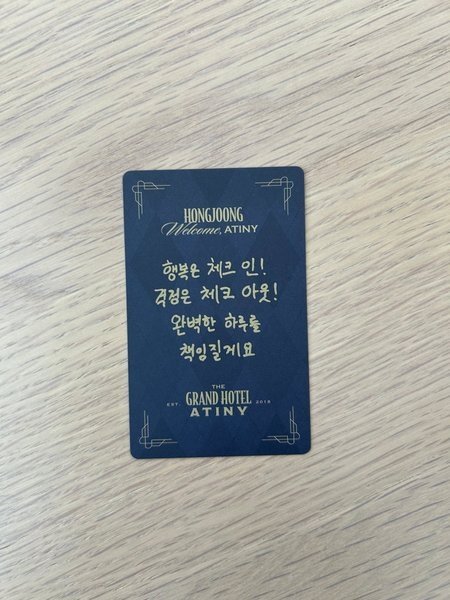 HONGJOONG
Welcome, ATINY
행복은 체크 인!
걱정은 체크 아웃!
완벽한 하루를
책임질게요
THE
EST. GRAND HOTEL 2018
ATINY